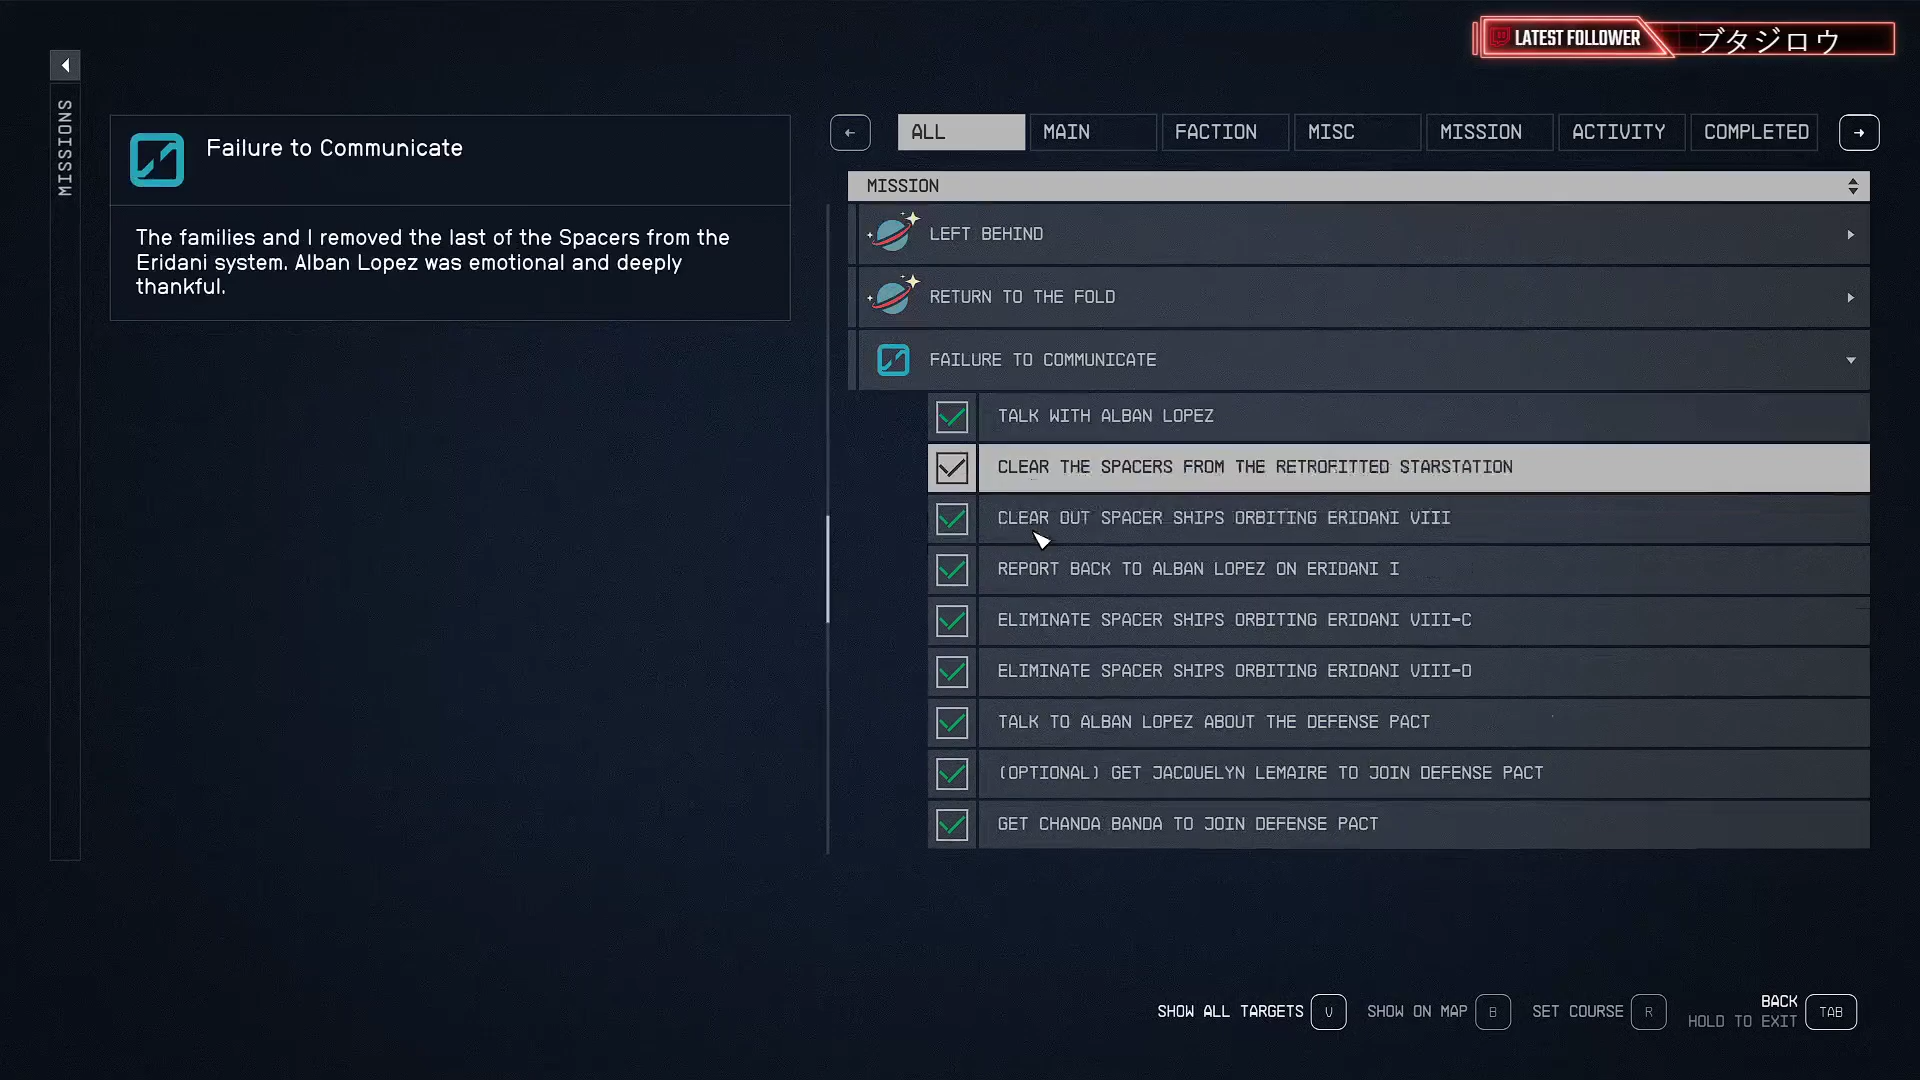 LATEST FOLLOWER ブタジロウ
MISSIONS
Failure to Communicate
The families and I removed the last of the Spacers from the
Eridani system. Alban Lopez was emotional and deeply
thankful.
ALL MAIN FACTION MISC MISSION ACTIVITY COMPLETED
MISSION
LEFT BEHIND
RETURN TO THE FOLD
FAILURE TO COMMUNICATE
TALK WITH ALBAN LOPEZ
CLEAR THE SPACERS FROM THE RETROFITTED STARSTATION
CLEAR OUT SPACER SHIPS ORBITING ERIDANI VIII
REPORT BACK TO ALBAN LOPEZ ON ERIDANI I
ELIMINATE SPACER SHIPS ORBITING ERIDANI VIII-C
ELIMINATE SPACER SHIPS ORBITING ERIDANI VIII-D
TALK TO ALBAN LOPEZ ABOUT THE DEFENSE PACT
(OPTIONAL) GET JACQUELYN LEMAIRE TO JOIN DEFENSE PACT
GET CHANDA BANDA TO JOIN DEFENSE PACT
SHOW ALL TARGETS V SHOW ON MAP B SET COURSE R BACK TAB
HOLD TO EXIT